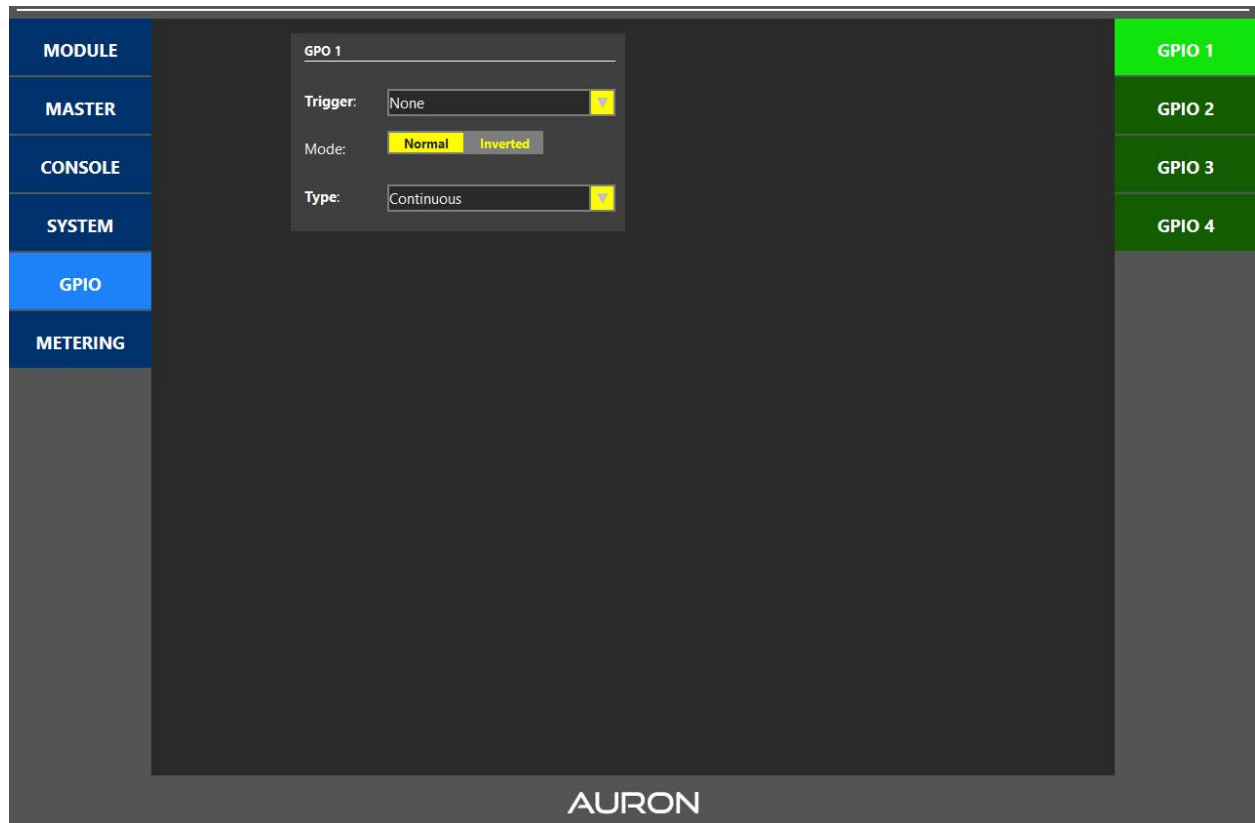 MODULE
MASTER
CONSOLE
SYSTEM
GPIO
METERING
GPO 1
Trigger: None
Mode: Normal Inverted
Type: Continuous
GPIO 1
GPIO 2
GPIO 3
GPIO 4
AURON